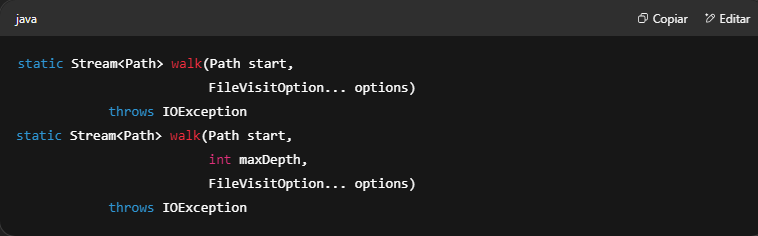 java
Copiar
Editar
static Stream<Path> walk(Path start,
FileVisitOption... options)
throws IOException
static Stream<Path> walk(Path start,
int maxDepth,
FileVisitOption... options)
throws IOException